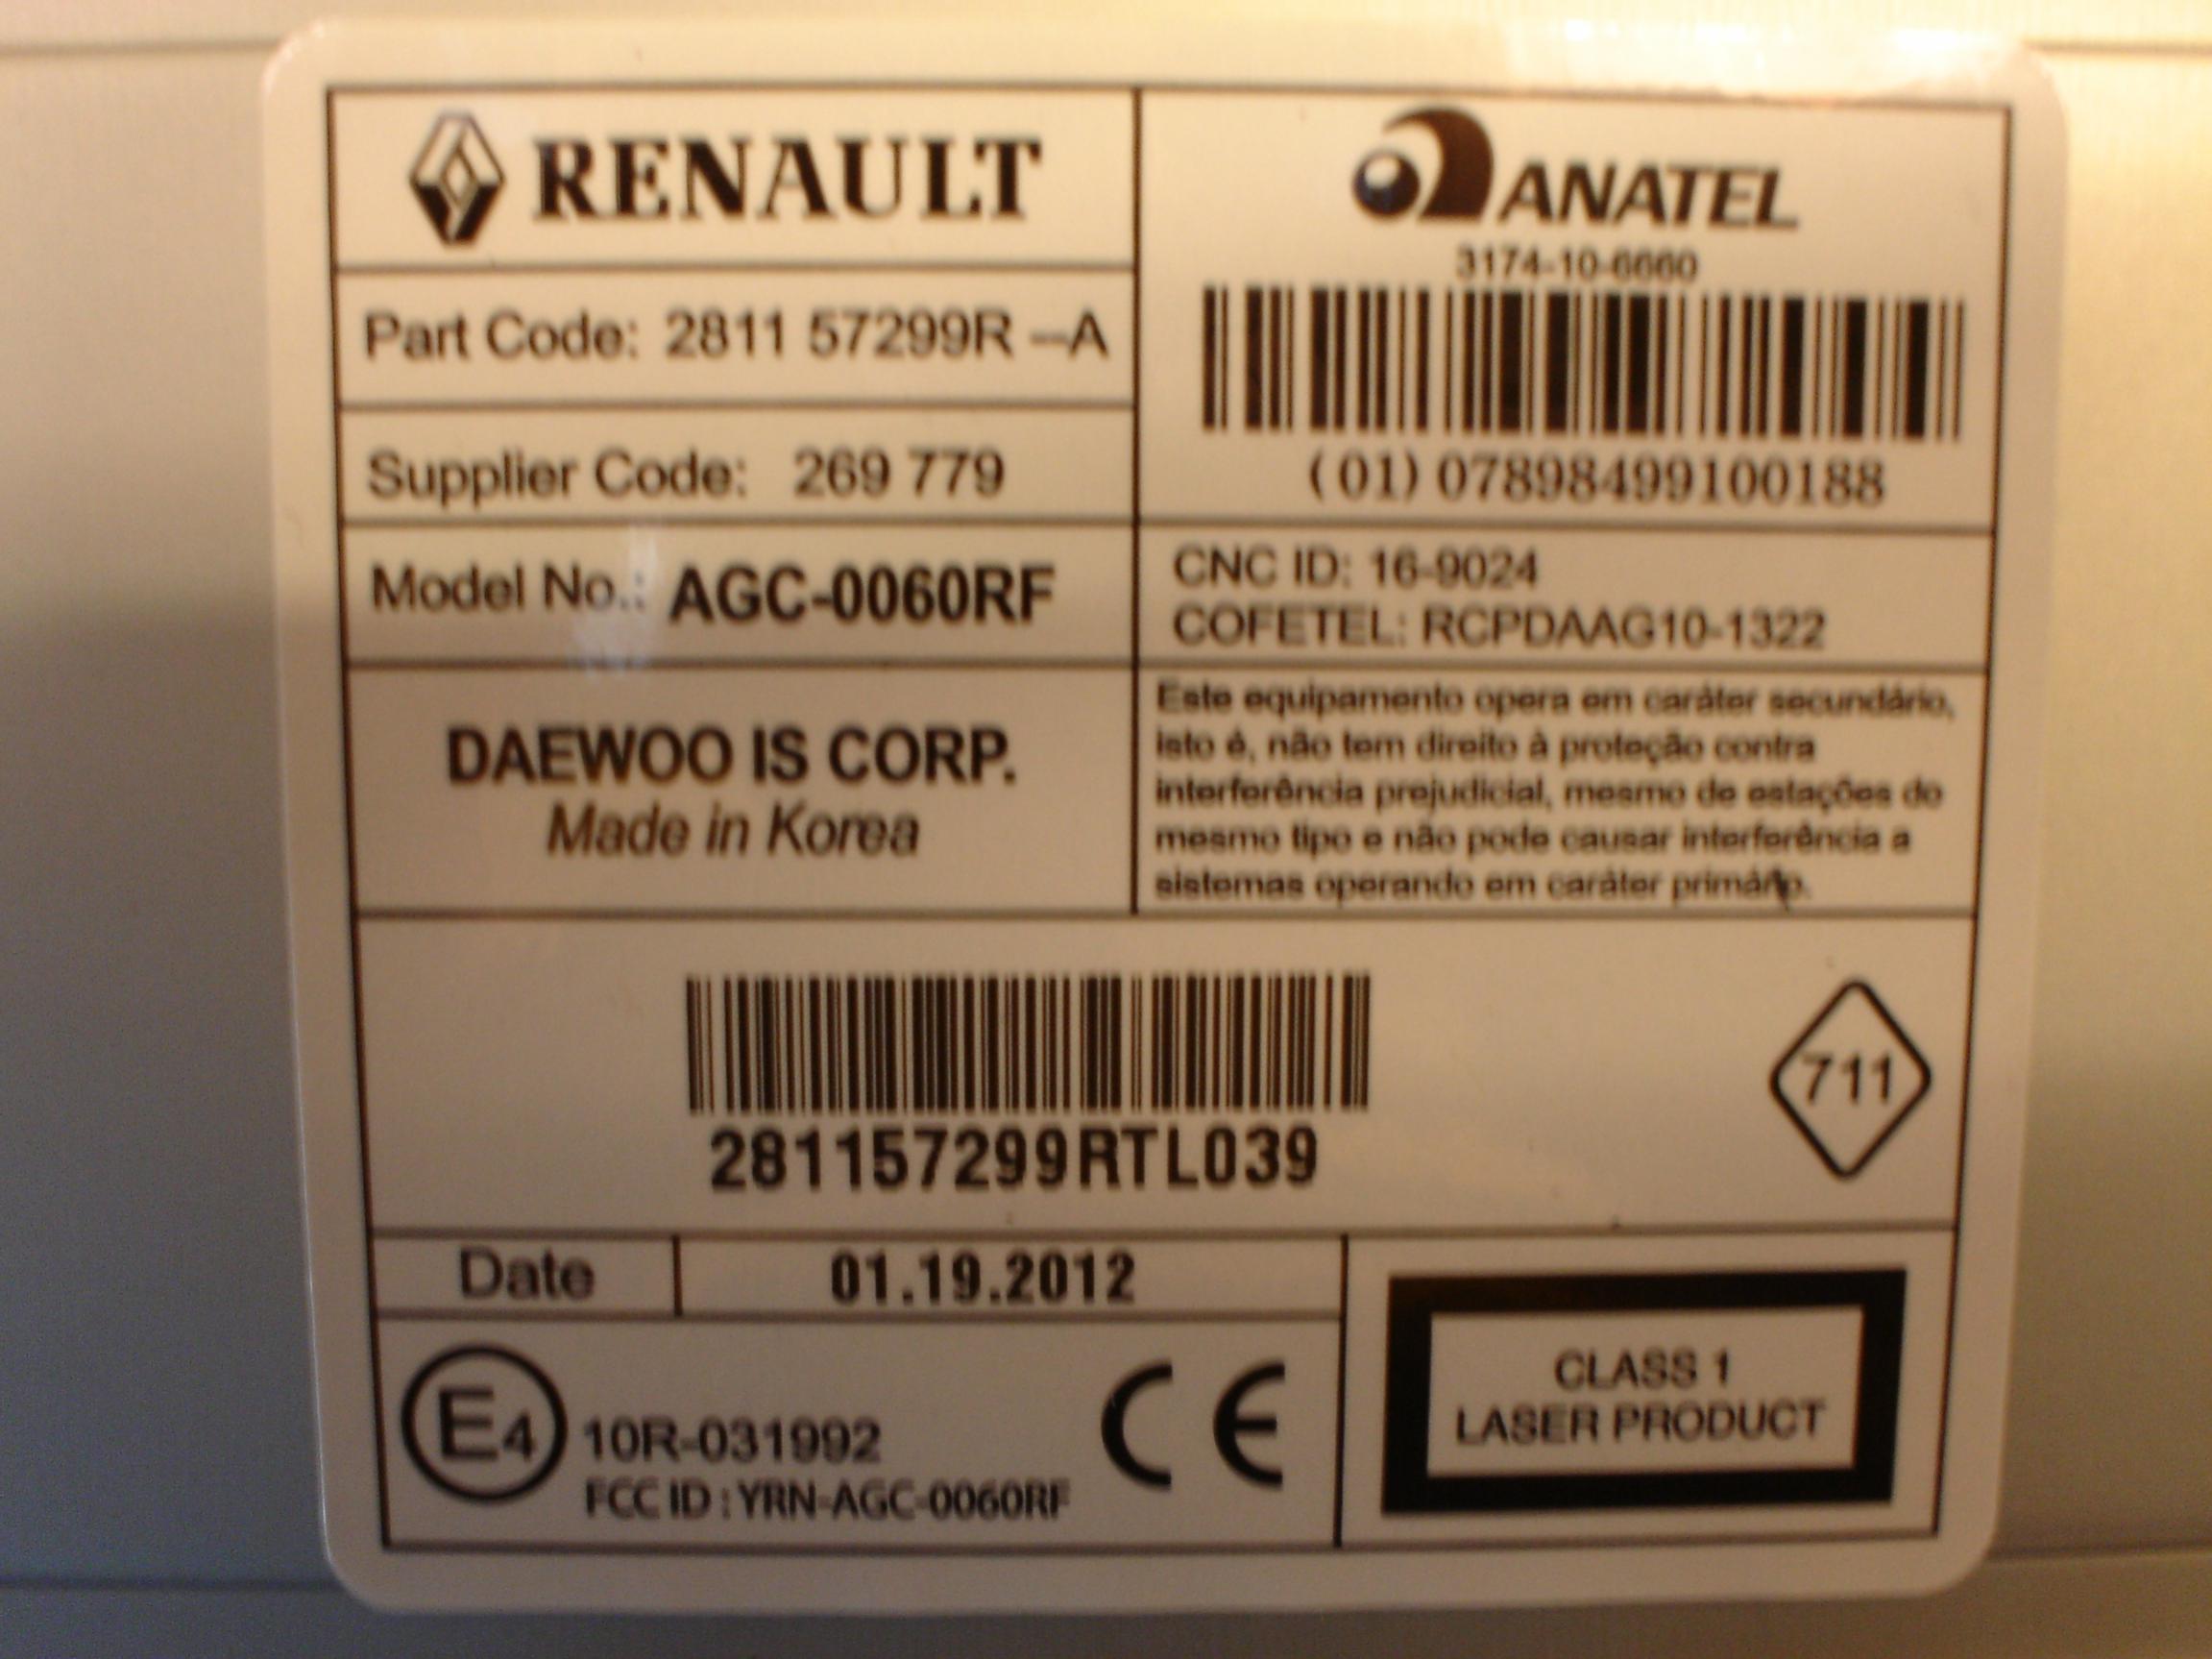 RENAULT
Part Code: 2811 57299R –A
Supplier Code: 269 779
Model No.: AGC-0060RF
DAEWOO IS CORP.
Made in Korea
ANATEL
3174-10-6660
(01) 07898499100188
CNC ID: 16-9024
COFETEL: RCPDAAG10-1322
Este equipamento opera em caráter secundário,
isto é, não tem direito à proteção contra
interferência prejudicial, mesmo de estações do
mesmo tipo e não pode causar interferência a
sistemas operando em caráter primário.
281157299RTL039
711
Date 01.19.2012
E4 10R-031992
FCC ID : YRN-AGC-0060RF
CE
CLASS 1
LASER PRODUCT